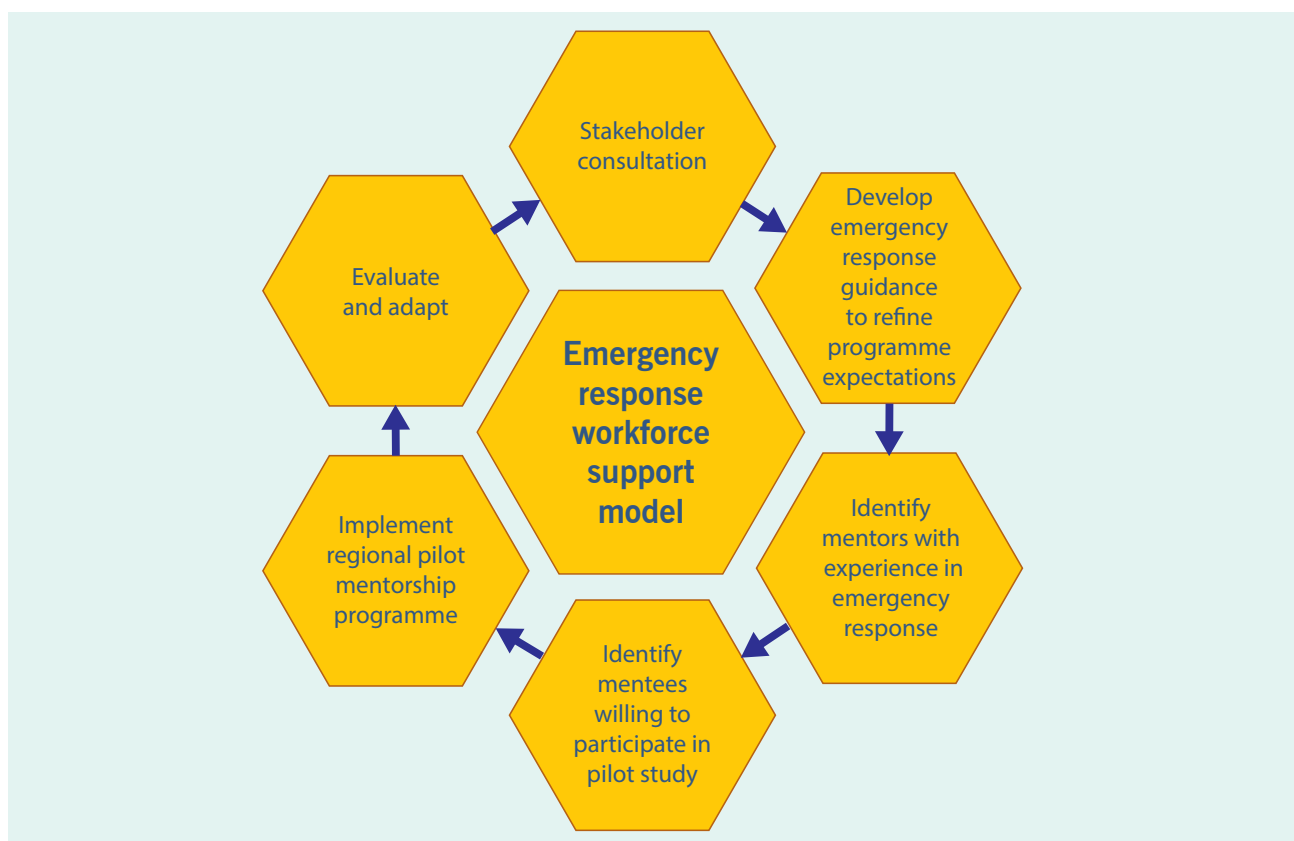 Stakeholder
consultation
Develop
emergency
response
guidance
to refine
programme
expectations
Identify
mentors with
experience in
emergency
response
Identify
mentees
willing to
participate in
pilot study
Implement
regional pilot
mentorship
programme
Evaluate
and adapt
Emergency
response
workforce
support
model